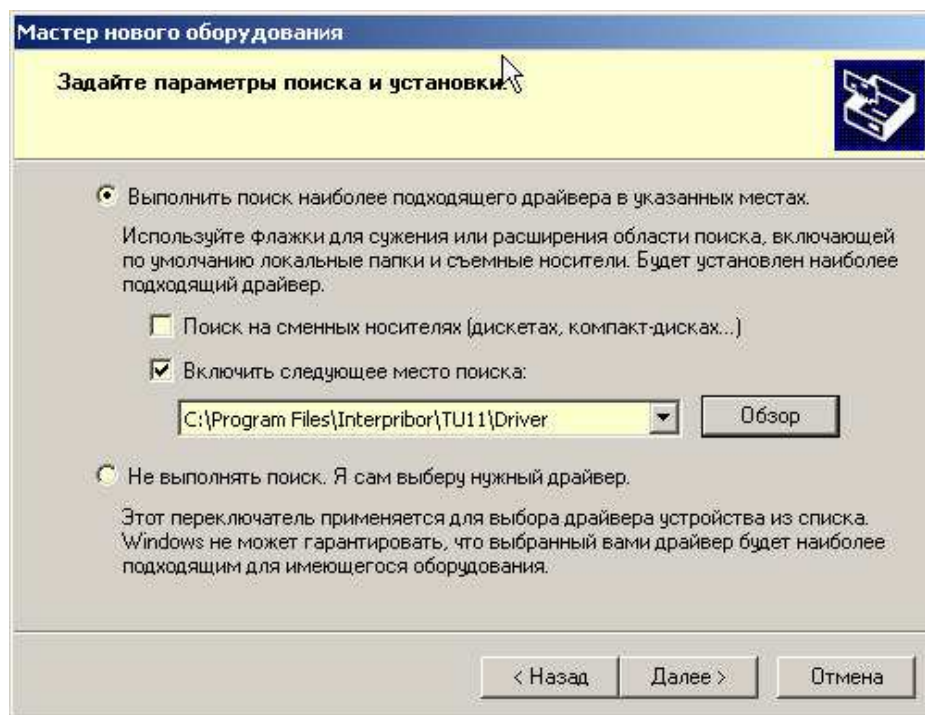 Мастер нового оборудования
Задайте параметры поиска и установки.
Выполнить поиск наиболее подходящего драйвера в указанных местах.
Используйте флажки для сужения или расширения области поиска, включающей
по умолчанию локальные папки и съемные носители. Будет установлен наиболее
подходящий драйвер.
Поиск на сменных носителях (дискетах, компакт-дисках...)
Включить следующее место поиска:
C:\Program Files\Interpribor\TU11\Driver
Обзор
Не выполнять поиск. Я сам выберу нужный драйвер.
Этот переключатель применяется для выбора драйвера устройства из списка.
Windows не может гарантировать, что выбранный вами драйвер будет наиболее
подходящим для имеющегося оборудования.
< Назад Далее > Отмена